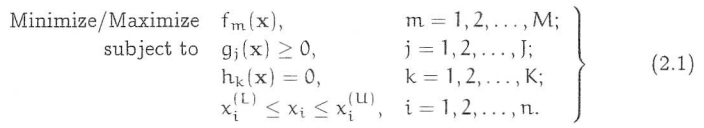 Minimize/Maximize f_m(x), m = 1, 2, . . . , M;
subject to g_j(x) ≥ 0, j = 1, 2, . . . , J;
h_k(x) = 0, k = 1, 2, . . . , K; (2.1)
x_i^(L) ≤ x_i ≤ x_i^(U), i = 1, 2, . . . , n.